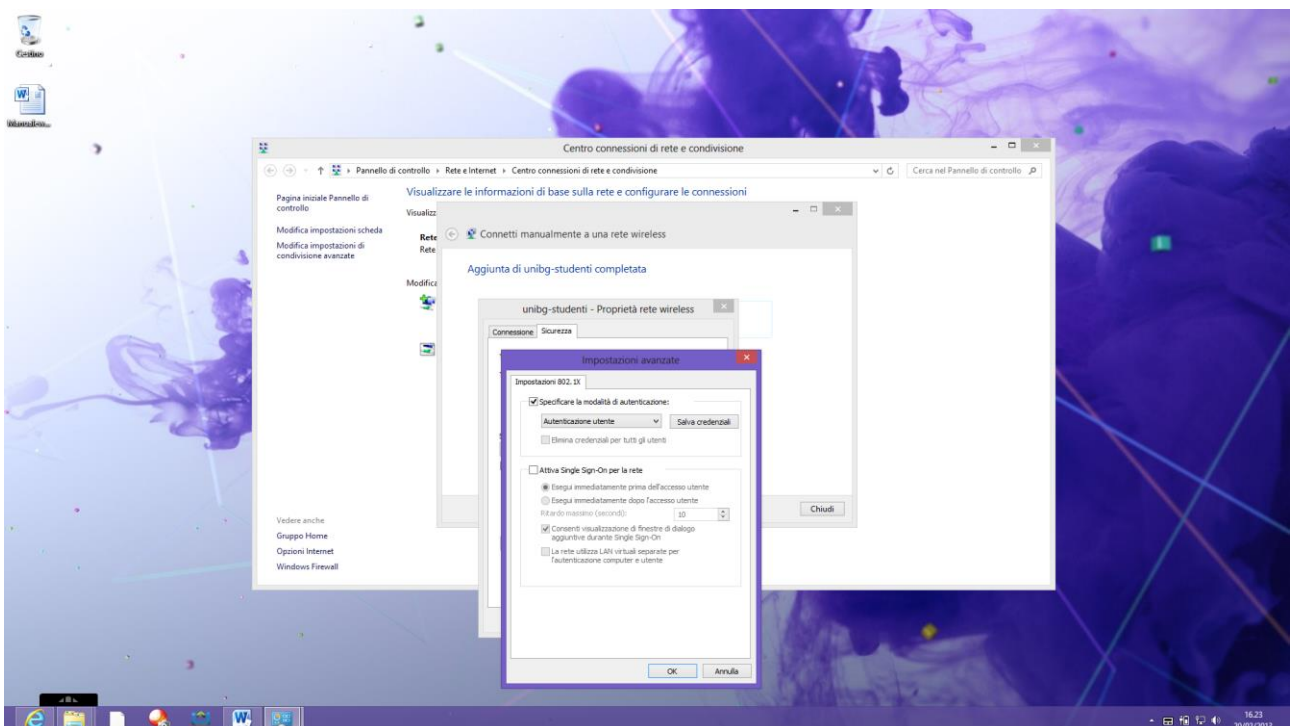 Cestino
Centro connessioni di rete e condivisione
Pannello di controllo
Rete e Internet
Centro connessioni di rete e condivisione
Cerca nel Pannello di controllo
Pagina iniziale Pannello di
controllo
Modifica impostazioni scheda
Modifica impostazioni di
condivisione avanzate
Visualizzare le informazioni di base sulla rete e configurare le connessioni
Visualizz
Rete
Rete
Modifica
Connetti manualmente a una rete wireless
Aggiunta di unibg-studenti completata
unibg-studenti - Proprietà rete wireless
Connessione Sicurezza
Impostazioni avanzate
Impostazioni 802.1X
Specificare la modalità di autenticazione:
Autenticazione utente
Salva credenziali
Elimina credenziali per tutti gli utenti
Attiva Single Sign-On per la rete
Esegui immediatamente prima dell'accesso utente
Esegui immediatamente dopo l'accesso utente
Ritardo massimo (secondi): 10
Consenti visualizzazione di finestre di dialogo
aggiuntive durante Single Sign-On
La rete utilizza LAN virtuali separate per
l'autenticazione computer e utente
OK Annulla
Chiudi
Vedere anche
Gruppo Home
Opzioni Internet
Windows Firewall
16.23